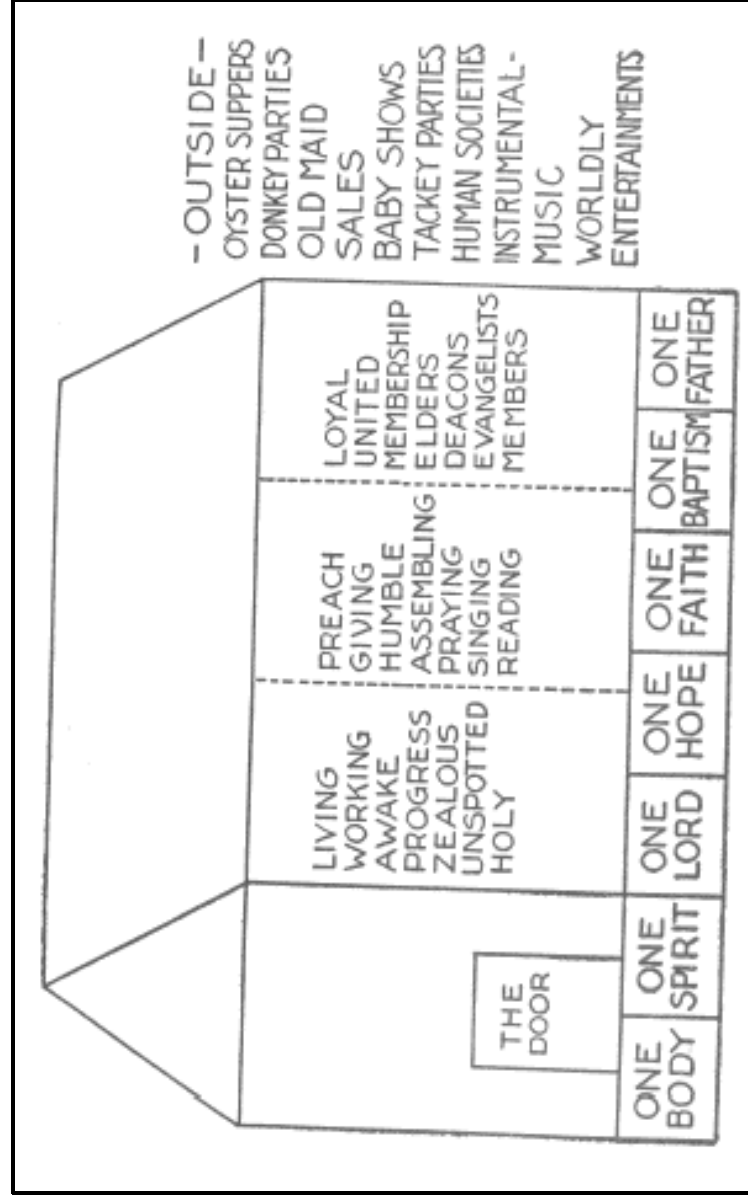 -OUTSIDE-
OYSTER SUPPERS
DONKEY PARTIES
OLD MAID
SALES
BABY SHOWS
TACKEY PARTIES
HUMAN SOCIETIES
INSTRUMENTAL-
MUSIC
WORLDLY
ENTERTAINMENTS
LIVING
WORKING
AWAKE
PROGRESS
ZEALOUS
UNSPOTTED
HOLY
PREACH
GIVING
HUMBLE
ASSEMBLING
PRAYING
SINGING
READING
LOYAL
UNITED
MEMBERSHIP
ELDERS
DEACONS
EVANGELISTS
MEMBERS
THE
DOOR
ONE
BODY
ONE
SPIRIT
ONE
LORD
ONE
HOPE
ONE
FAITH
ONE
BAPTISM
ONE
FATHER